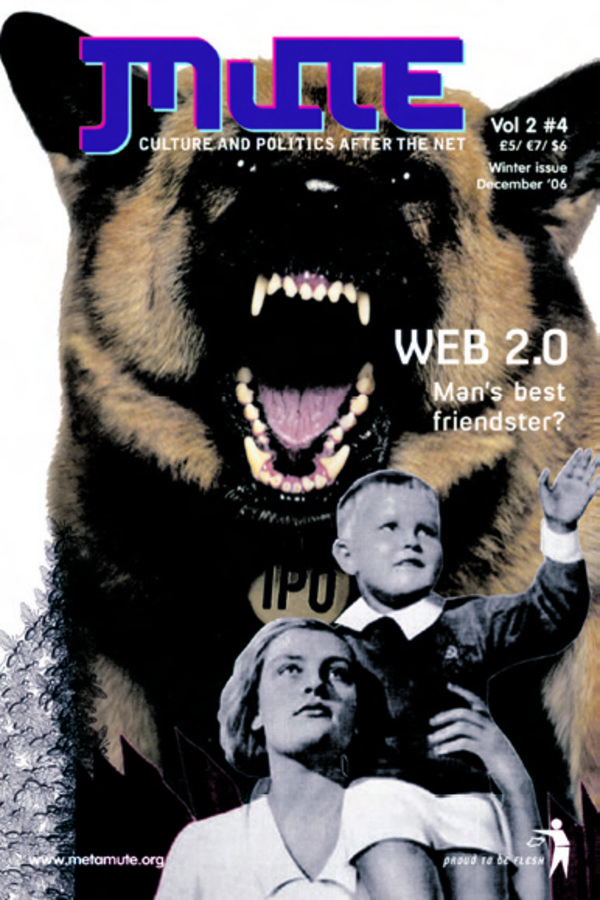 MUTE
CULTURE AND POLITICS AFTER THE NET
Vol 2 #4
£5/ €7/ $6
Winter issue
December '06
WEB 2.0
Man's best
friendster?
IPO
www.metamute.org
PROUD TO BE FLESH